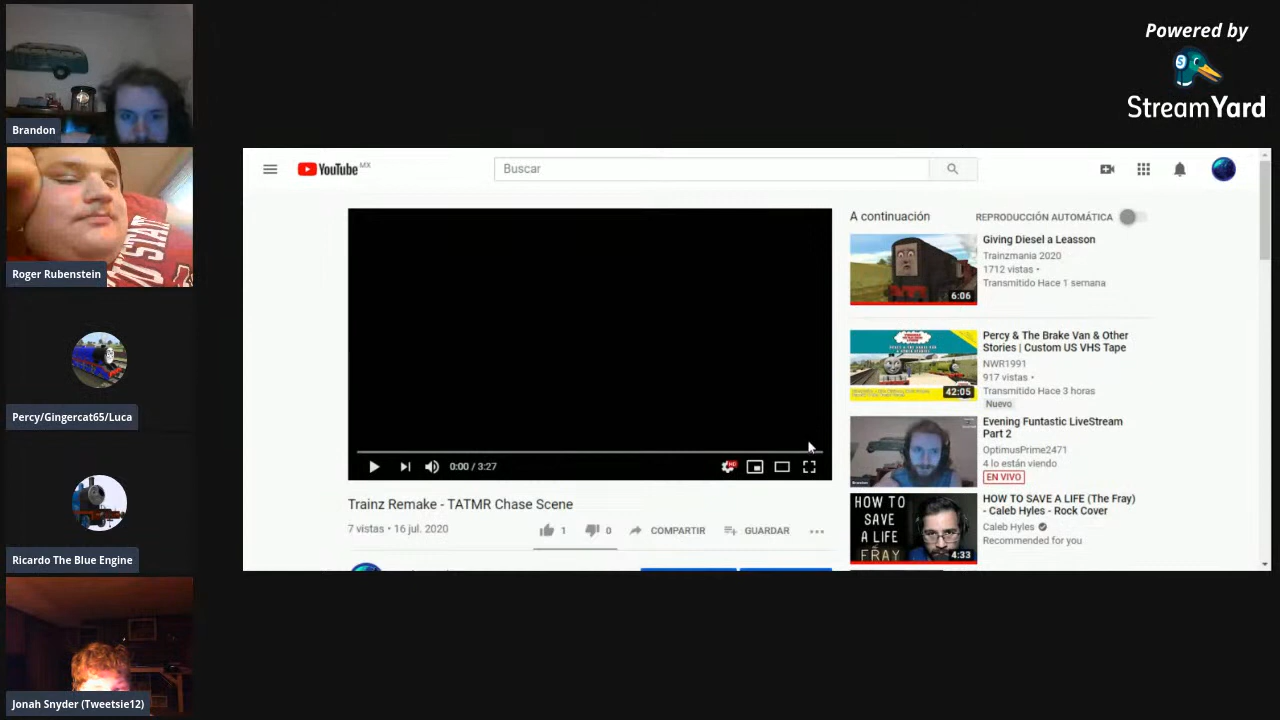 Powered by
StreamYard
Brandon
Roger Rubenstein
Percy/Gingercat65/Luca
Ricardo The Blue Engine
Jonah Snyder (Tweetsie12)
YouTube MX
Buscar
0:00 / 3:27
HD
Trainz Remake - TATMR Chase Scene
7 vistas • 16 jul. 2020
1
0
COMPARTIR
GUARDAR
A continuación
REPRODUCCIÓN AUTOMÁTICA
6:06
Giving Diesel a Leasson
Trainzmania 2020
1712 vistas •
Transmitido Hace 1 semana
42:05
Percy & The Brake Van & Other
Stories | Custom US VHS Tape
NWR1991
917 vistas •
Transmitido Hace 3 horas
Nuevo
Evening Funtastic LiveStream
Part 2
OptimusPrime2471
4 lo están viendo
EN VIVO
HOW TO
SAVE
A LIFE
FRAY
4:33
HOW TO SAVE A LIFE (The Fray)
- Caleb Hyles - Rock Cover
Caleb Hyles
Recommended for you